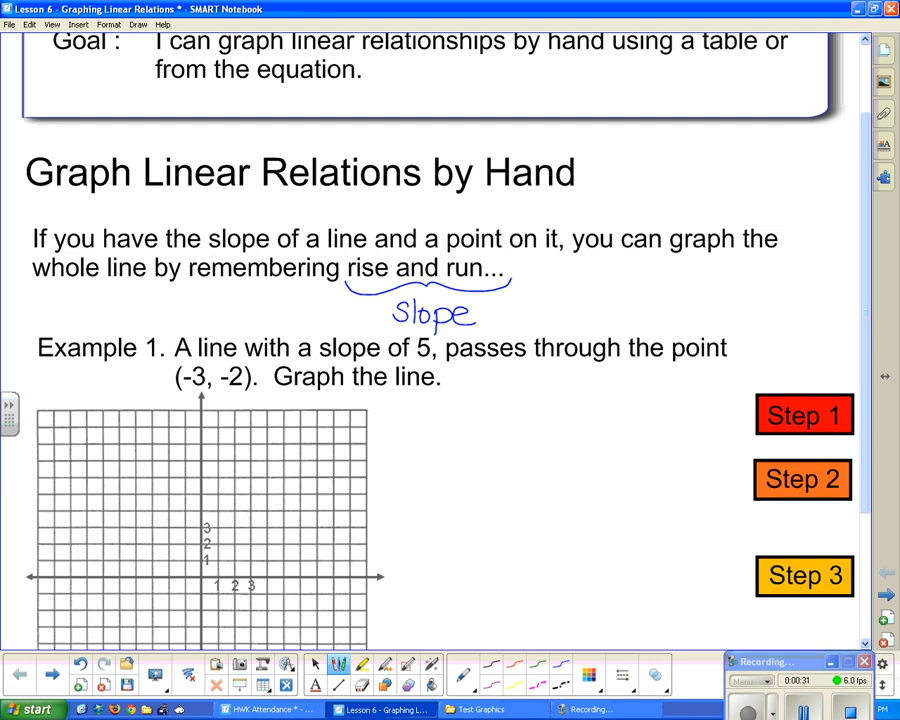 Lesson 6 - Graphing Linear Relations * - SMART Notebook
File Edit View Insert Format Draw Help
Goal : I can graph linear relationships by hand using a table or
from the equation.
Graph Linear Relations by Hand
If you have the slope of a line and a point on it, you can graph the
whole line by remembering rise and run...
slope
Example 1. A line with a slope of 5, passes through the point
(-3, -2). Graph the line.
Step 1
Step 2
3
2
1
1 2 3
Step 3
Recording...
Menu 0:00:31 6.0 fps
start HWK Attendance * - ... Lesson 6 - Graphing L... Test Graphics Recording... PM